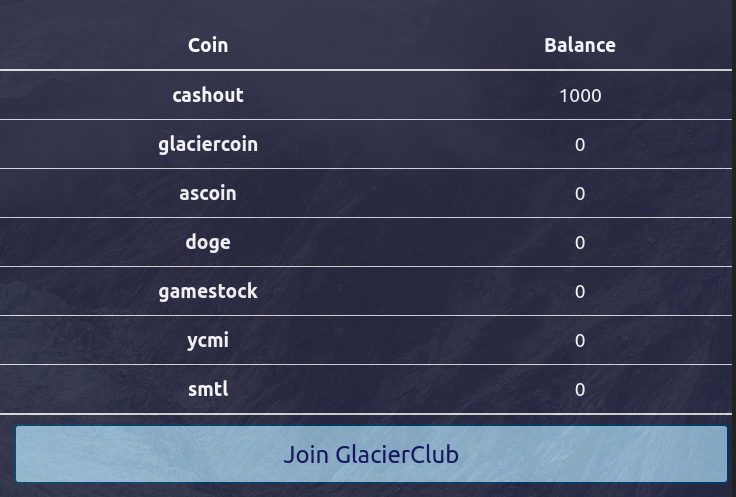 Coin Balance
cashout 1000
glaciercoin 0
ascoin 0
doge 0
gamestock 0
ycmi 0
smtl 0
Join GlacierClub